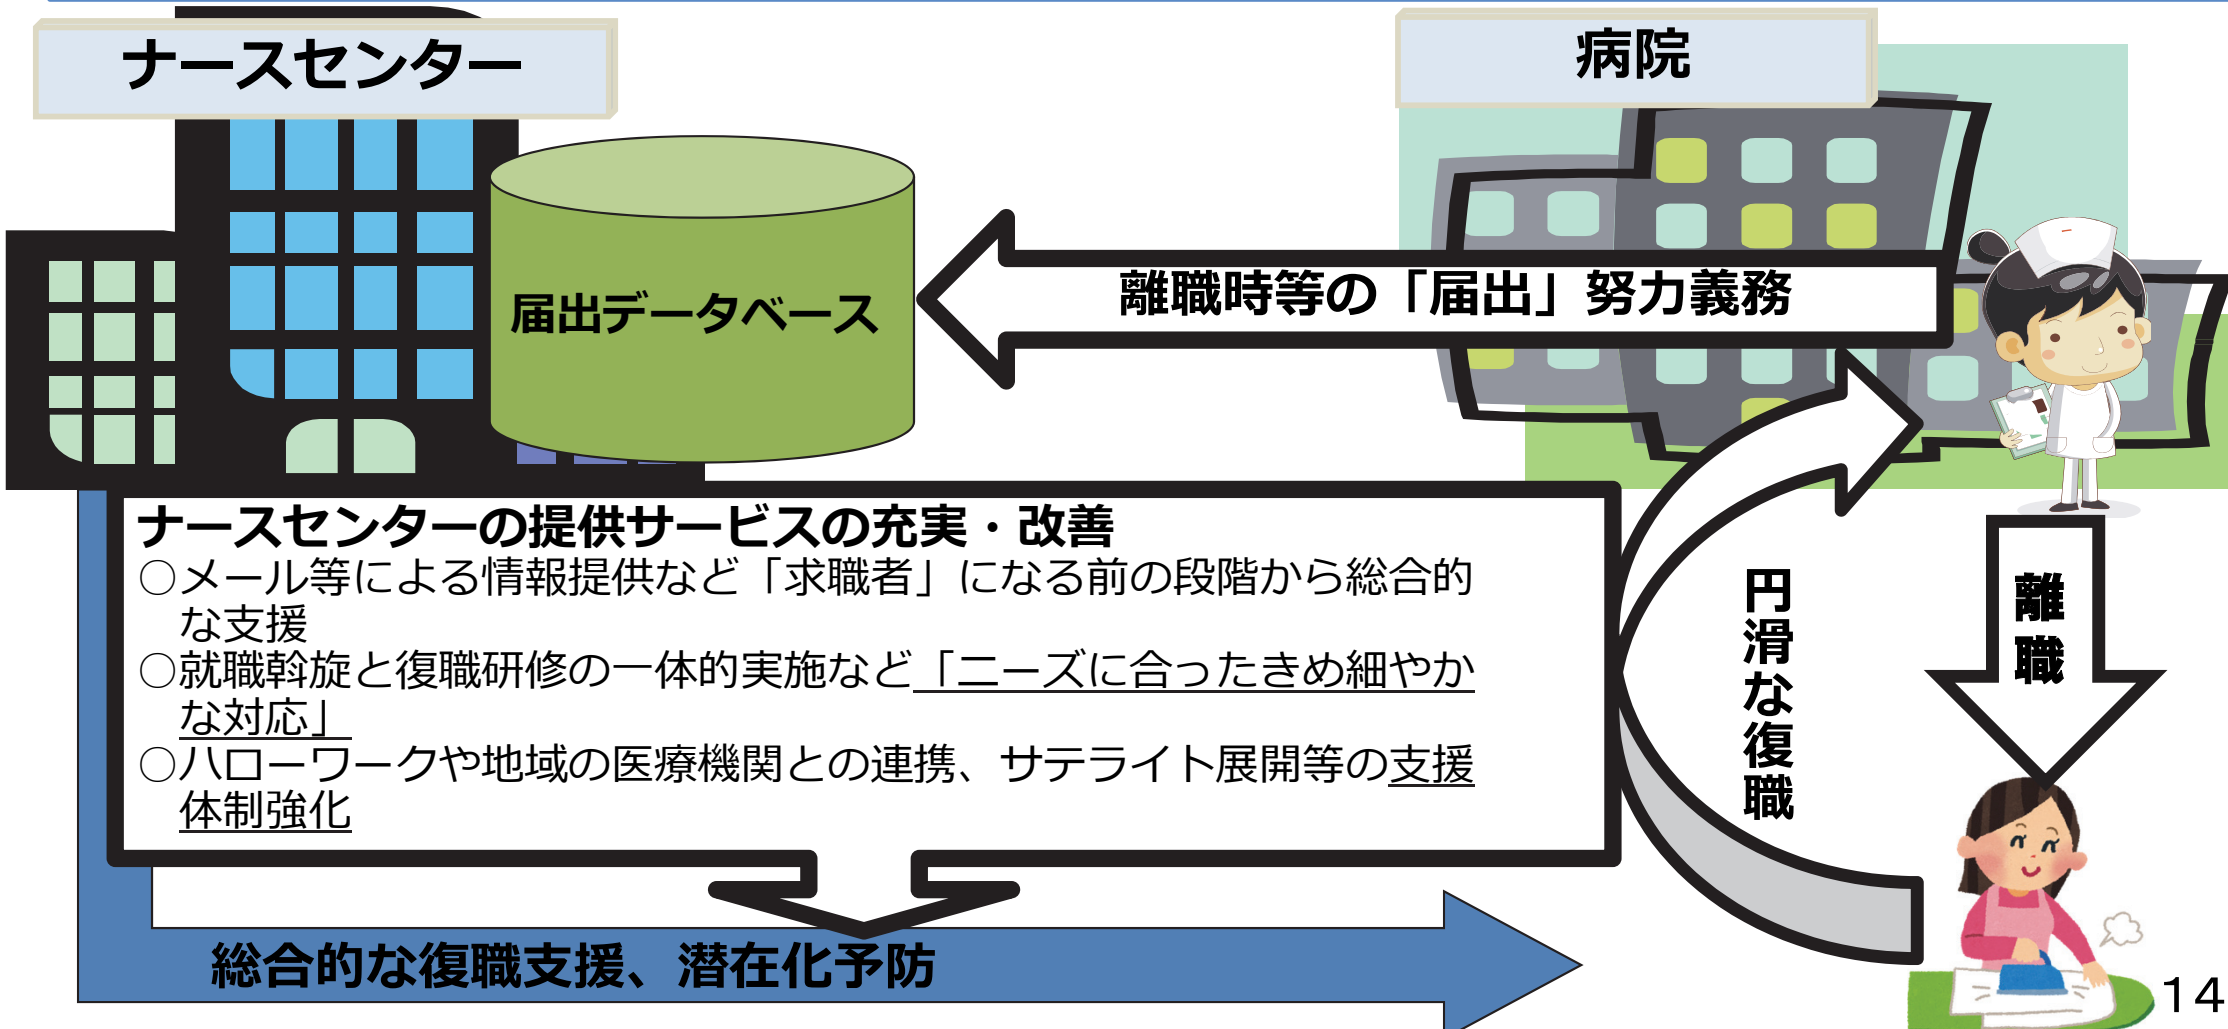 ナースセンター
病院
届出データベース
離職時等の「届出」努力義務
ナースセンターの提供サービスの充実・改善
○メール等による情報提供など「求職者」になる前の段階から総合的
な支援
○就職斡旋と復職研修の一体的実施など「ニーズに合ったきめ細やか
な対応」
○ハローワークや地域の医療機関との連携、サテライト展開等の支援
体制強化
円滑な復職
離職
総合的な復職支援、潜在化予防
14